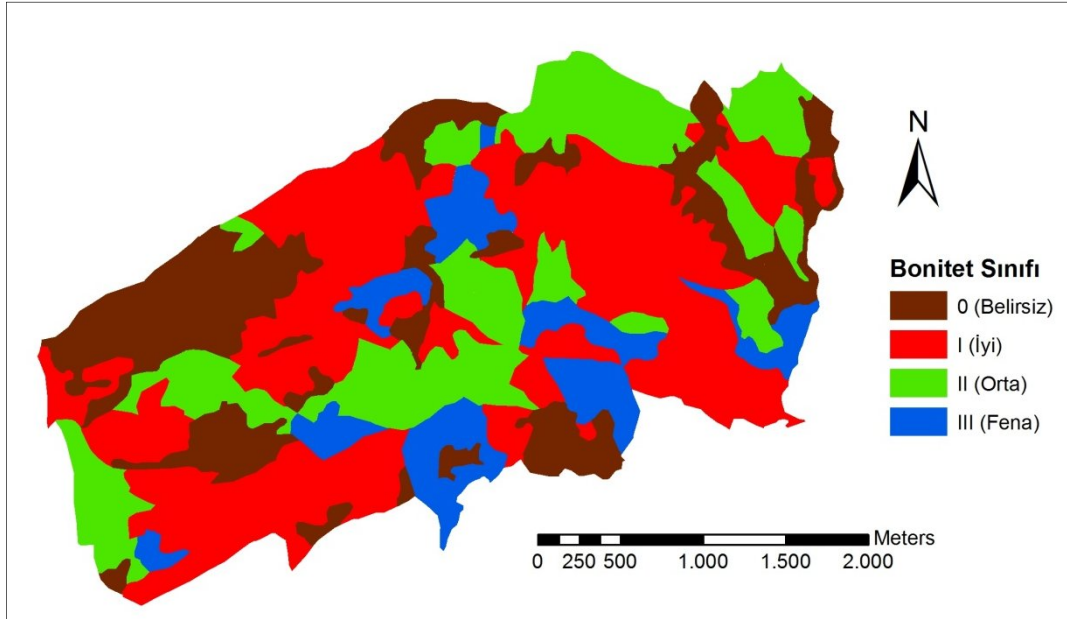 N
Bonitet Sınıfı
0 (Belirsiz)
I (İyi)
II (Orta)
III (Fena)
Meters
0 250 500 1.000 1.500 2.000